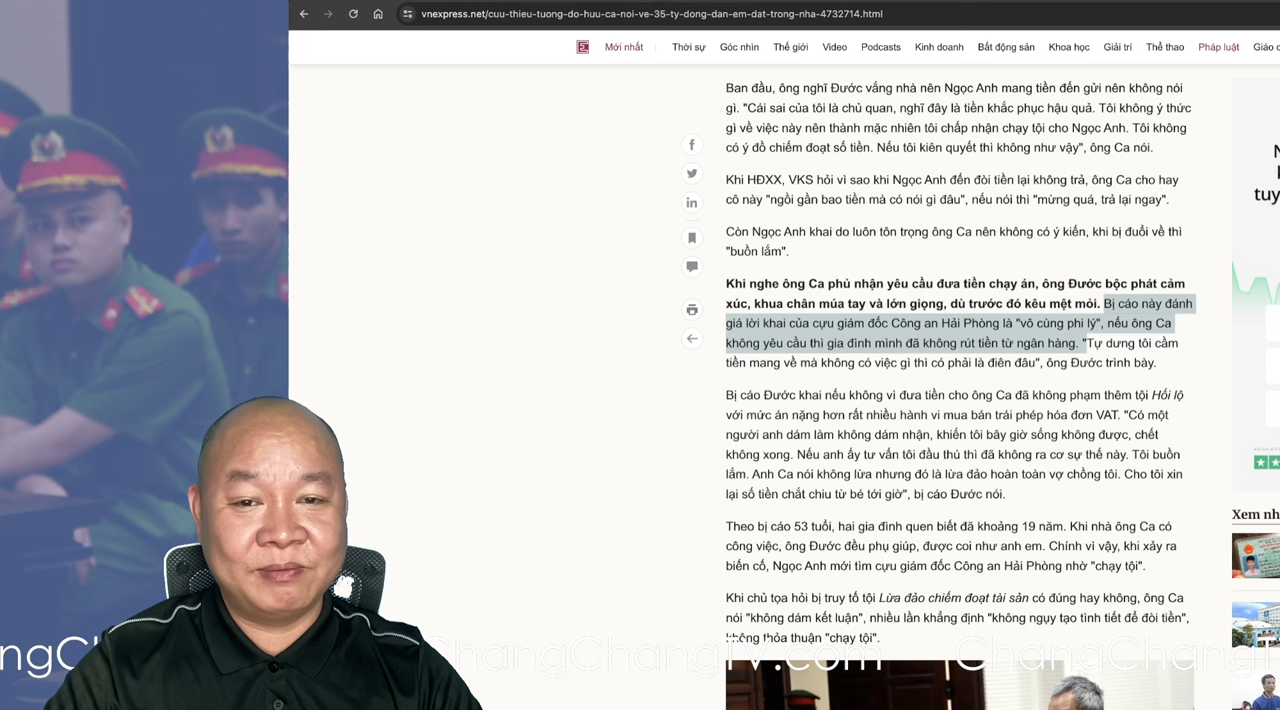 vnexpress.net/cuu-thieu-tuong-do-huu-ca-noi-ve-35-ty-dong-dan-em-dat-trong-nha-4732714.html
Mới nhất Thời sự Góc nhìn Thế giới Video Podcasts Kinh doanh Bất động sản Khoa học Giải trí Thể thao Pháp luật Giáo
Ban đầu, ông nghĩ Được vắng nhà nên Ngọc Anh mang tiền đến gửi nên không nói
gì. "Cái sai của tôi là chủ quan, nghĩ đây là tiền khắc phục hậu quả. Tôi không ý thức
gì về việc này nên thành mặc nhiên tôi chấp nhận chạy tội cho Ngọc Anh. Tôi không
có ý đồ chiếm đoạt số tiền. Nếu tôi kiên quyết thì không như vậy", ông Ca nói.
Khi HĐXX, VKS hỏi vì sao khi Ngọc Anh đến đòi tiền lại không trả, ông Ca cho hay
cô này "ngồi gần bao tiền mà có nói gì đâu", nếu nói thì "mừng quá, trả lại ngay".
Còn Ngọc Anh khai do luôn tôn trọng ông Ca nên không có ý kiến, khi bị đuổi về thì
"buồn lắm".
Khi nghe ông Ca phủ nhận yêu cầu đưa tiền chạy án, ông Được bộc phát cảm
xúc, khua chân múa tay và lớn giọng, dù trước đó kêu mệt mỏi. Bị cáo này đánh
giá lời khai của cựu giám đốc Công an Hải Phòng là "vô cùng phi lý", nếu ông Ca
không yêu cầu thì gia đình mình đã không rút tiền từ ngân hàng. "Tự dưng tôi cầm
tiền mang về mà không có việc gì thì có phải là điên đâu", ông Được trình bày.
Bị cáo Được khai nếu không vì đưa tiền cho ông Ca đã không phạm thêm tội Hối lộ
với mức án nặng hơn rất nhiều hành vi mua bán trái phép hóa đơn VAT. "Có một
người anh dám làm không dám nhận, khiến tôi bây giờ sống không được, chết
không xong. Nếu anh ấy tư vấn tôi đầu thú thì đã không ra cơ sự thế này. Tôi buồn
lắm. Anh Ca nói không lừa nhưng đó là lừa đảo hoàn toàn vợ chồng tôi. Cho tôi xin
lại số tiền chắt chiu từ bé tới giờ", bị cáo Được nói.
Theo bị cáo 53 tuổi, hai gia đình quen biết đã khoảng 19 năm. Khi nhà ông Ca có
công việc, ông Được đều phụ giúp, được coi như anh em. Chính vì vậy, khi xảy ra
biến cố, Ngọc Anh mới tìm cựu giám đốc Công an Hải Phòng nhờ "chạy tội".
Khi chủ tọa hỏi bị truy tố tội Lừa đảo chiếm đoạt tài sản có đúng hay không, ông Ca
nói "không dám kết luận", nhiều lần khẳng định "không ngụy tạo tình tiết để đòi tiền",
không thỏa thuận "chạy tội".
tuy
Xem nh
ngC ChangChangTV.com ChangChangT